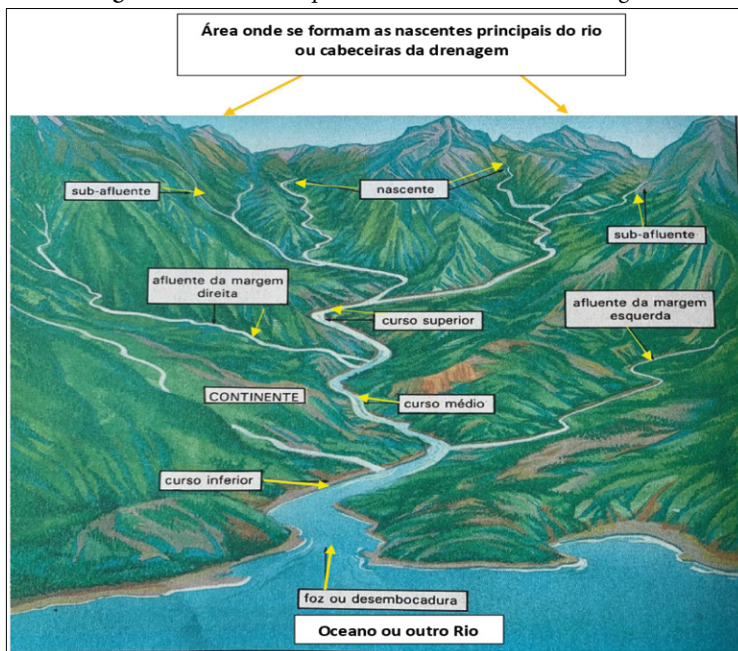 Área onde se formam as nascentes principais do rio
ou cabeceiras da drenagem
sub-afluente
nascente
sub-afluente
afluente da margem
direita
afluente da margem
esquerda
curso superior
CONTINENTE
curso médio
curso inferior
foz ou desembocadura
Oceano ou outro Rio